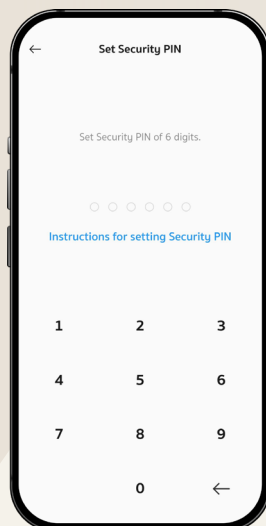 Set Security PIN
Set Security PIN of 6 digits.
Instructions for setting Security PIN
1 2 3
4 5 6
7 8 9
0